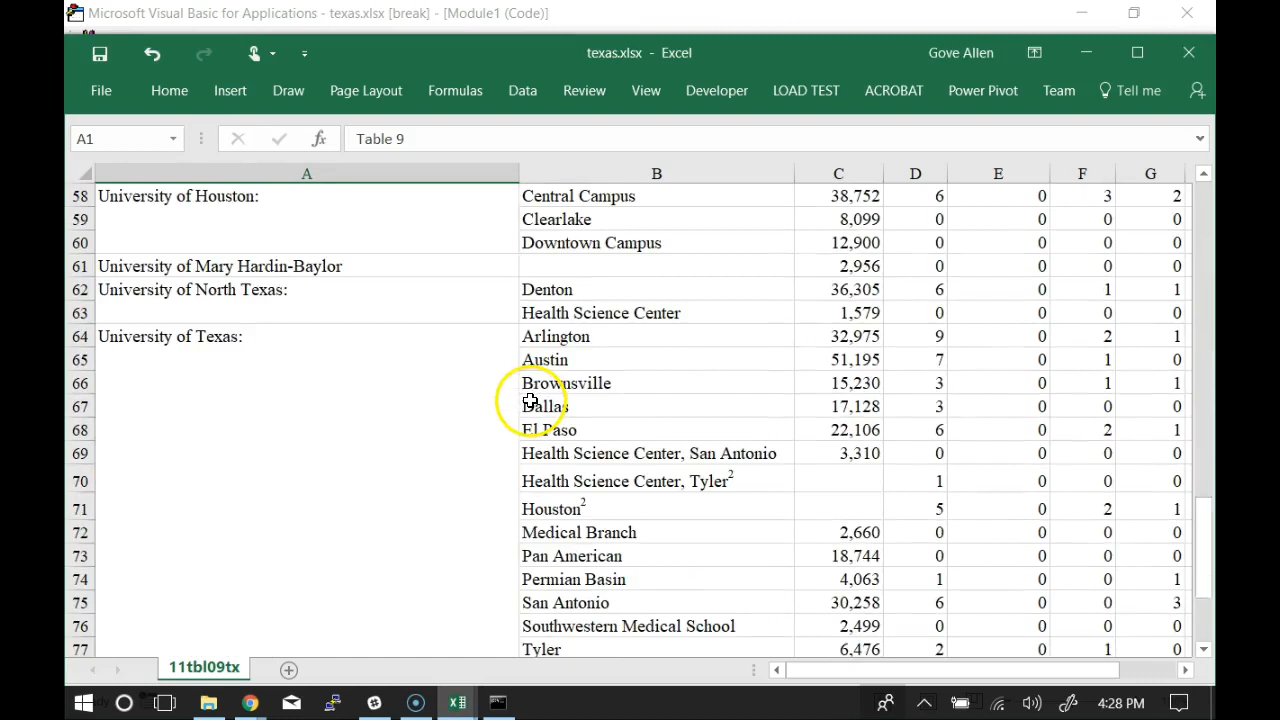 Microsoft Visual Basic for Applications - texas.xlsx [break] - [Module1 (Code)]
texas.xlsx - Excel
Gove Allen
File Home Insert Draw Page Layout Formulas Data Review View Developer LOAD TEST ACROBAT Power Pivot Team Tell me
A1 fx Table 9
A B C D E F G
58 University of Houston: Central Campus 38,752 6 0 3 2
59 Clearlake 8,099 0 0 0 0
60 Downtown Campus 12,900 0 0 0 0
61 University of Mary Hardin-Baylor 2,956 0 0 0 0
62 University of North Texas: Denton 36,305 6 0 1 1
63 Health Science Center 1,579 0 0 0 0
64 University of Texas: Arlington 32,975 9 0 2 1
65 Austin 51,195 7 0 1 0
66 Brownsville 15,230 3 0 1 1
67 Dallas 17,128 3 0 0 0
68 El Paso 22,106 6 0 2 1
69 Health Science Center, San Antonio 3,310 0 0 0 0
70 Health Science Center, Tyler2 1 0 0 0
71 Houston2 5 0 2 1
72 Medical Branch 2,660 0 0 0 0
73 Pan American 18,744 0 0 0 0
74 Permian Basin 4,063 1 0 0 1
75 San Antonio 30,258 6 0 0 3
76 Southwestern Medical School 2,499 0 0 0 0
77 Tyler 6,476 2 0 1 0
11tbl09tx
4:28 PM